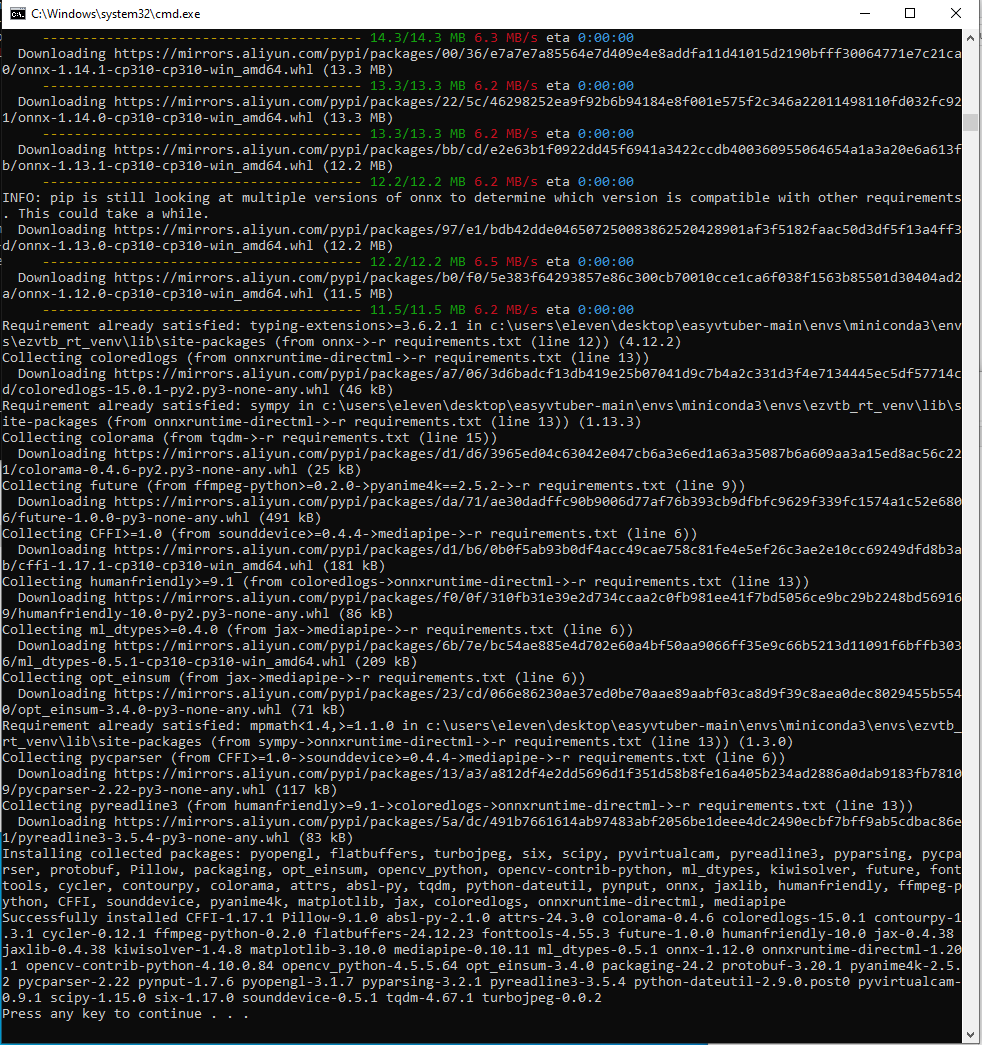 C:\Windows\system32\cmd.exe
---------------------------------------- 14.3/14.3 MB 6.3 MB/s eta 0:00:00
Downloading https://mirrors.aliyun.com/pypi/packages/00/36/e7a7e7a85564e7d409e4e8addfa11d41015d2190bfff30064771e7c21ca
0/onnx-1.14.1-cp310-cp310-win_amd64.whl (13.3 MB)
---------------------------------------- 13.3/13.3 MB 6.2 MB/s eta 0:00:00
Downloading https://mirrors.aliyun.com/pypi/packages/22/5c/46298252ea9f92b6b94184e8f001e575f2c346a22011498110fd032fc92
1/onnx-1.14.0-cp310-cp310-win_amd64.whl (13.3 MB)
---------------------------------------- 13.3/13.3 MB 6.2 MB/s eta 0:00:00
Downloading https://mirrors.aliyun.com/pypi/packages/bb/cd/e2e63b1f0922dd45f6941a3422ccdb400360955064654a1a3a20e6a613f
b/onnx-1.13.1-cp310-cp310-win_amd64.whl (12.2 MB)
---------------------------------------- 12.2/12.2 MB 6.2 MB/s eta 0:00:00
INFO: pip is still looking at multiple versions of onnx to determine which version is compatible with other requirements
. This could take a while.
Downloading https://mirrors.aliyun.com/pypi/packages/97/e1/bdb42dde046507250083862520428901af3f5182faac50d3df5f13a4ff3
d/onnx-1.13.0-cp310-cp310-win_amd64.whl (12.2 MB)
---------------------------------------- 12.2/12.2 MB 6.5 MB/s eta 0:00:00
Downloading https://mirrors.aliyun.com/pypi/packages/b0/f0/5e383f64293857e86c300cb70010cce1ca6f038f1563b85501d30404ad2
a/onnx-1.12.0-cp310-cp310-win_amd64.whl (11.5 MB)
---------------------------------------- 11.5/11.5 MB 6.2 MB/s eta 0:00:00
Requirement already satisfied: typing-extensions>=3.6.2.1 in c:\users\eleven\desktop\easyvtuber-main\envs\miniconda3\env
s\ezvtb_rt_venv\lib\site-packages (from onnx->-r requirements.txt (line 12)) (4.12.2)
Collecting coloredlogs (from onnxruntime-directml->-r requirements.txt (line 13))
Downloading https://mirrors.aliyun.com/pypi/packages/a7/06/3d6badcf13db419e25b07041d9c7b4a2c331d3f4e7134445ec5df57714c
d/coloredlogs-15.0.1-py2.py3-none-any.whl (46 kB)
Requirement already satisfied: sympy in c:\users\eleven\desktop\easyvtuber-main\envs\miniconda3\envs\ezvtb_rt_venv\lib\s
ite-packages (from onnxruntime-directml->-r requirements.txt (line 13)) (1.13.3)
Collecting colorama (from tqdm->-r requirements.txt (line 15))
Downloading https://mirrors.aliyun.com/pypi/packages/d1/d6/3965ed04c63042e047cb6a3e6ed1a63a35087b6a609aa3a15ed8ac56c22
1/colorama-0.4.6-py2.py3-none-any.whl (25 kB)
Collecting future (from ffmpeg-python>=0.2.0->pyanime4k==2.5.2->-r requirements.txt (line 9))
Downloading https://mirrors.aliyun.com/pypi/packages/da/71/ae30dadffc90b9006d77af76b393cb9dfbfc9629f339fc1574a1c52e680
6/future-1.0.0-py3-none-any.whl (491 kB)
Collecting CFFI>=1.0 (from sounddevice>=0.4.4->mediapipe->-r requirements.txt (line 6))
Downloading https://mirrors.aliyun.com/pypi/packages/d1/b6/0b0f5ab93b0df4acc49cae758c81fe4e5ef26c3ae2e10cc69249dfd8b3a
b/cffi-1.17.1-cp310-cp310-win_amd64.whl (181 kB)
Collecting humanfriendly>=9.1 (from coloredlogs->onnxruntime-directml->-r requirements.txt (line 13))
Downloading https://mirrors.aliyun.com/pypi/packages/f0/0f/310fb31e39e2d734ccaa2c0fb981ee41f7bd5056ce9bc29b2248bd56916
9/humanfriendly-10.0-py2.py3-none-any.whl (86 kB)
Collecting ml_dtypes>=0.4.0 (from jax->mediapipe->-r requirements.txt (line 6))
Downloading https://mirrors.aliyun.com/pypi/packages/6b/7e/bc54ae885e4d702e60a4bf50aa9066ff35e9c66b5213d11091f6bffb303
6/ml_dtypes-0.5.1-cp310-cp310-win_amd64.whl (209 kB)
Collecting opt_einsum (from jax->mediapipe->-r requirements.txt (line 6))
Downloading https://mirrors.aliyun.com/pypi/packages/23/cd/066e86230ae37ed0be70aae89aabf03ca8d9f39c8aea0dec8029455b554
0/opt_einsum-3.4.0-py3-none-any.whl (71 kB)
Requirement already satisfied: mpmath<1.4,>=1.1.0 in c:\users\eleven\desktop\easyvtuber-main\envs\miniconda3\envs\ezvtb_
rt_venv\lib\site-packages (from sympy->onnxruntime-directml->-r requirements.txt (line 13)) (1.3.0)
Collecting pycparser (from CFFI>=1.0->sounddevice>=0.4.4->mediapipe->-r requirements.txt (line 6))
Downloading https://mirrors.aliyun.com/pypi/packages/13/a3/a812df4e2dd5696d1f351d58b8fe16a405b234ad2886a0dab9183fb7810
9/pycparser-2.22-py3-none-any.whl (117 kB)
Collecting pyreadline3 (from humanfriendly>=9.1->coloredlogs->onnxruntime-directml->-r requirements.txt (line 13))
Downloading https://mirrors.aliyun.com/pypi/packages/5a/dc/491b7661614ab97483abf2056be1deee4dc2490ecbf7bff9ab5cdbac86e
1/pyreadline3-3.5.4-py3-none-any.whl (83 kB)
Installing collected packages: pyopengl, flatbuffers, turbojpeg, six, scipy, pyvirtualcam, pyreadline3, pyparsing, pycpa
rser, protobuf, Pillow, packaging, opt_einsum, opencv_python, opencv-contrib-python, ml_dtypes, kiwisolver, future, font
tools, cycler, contourpy, colorama, attrs, absl-py, tqdm, python-dateutil, pynput, onnx, jaxlib, humanfriendly, ffmpeg-p
ython, CFFI, sounddevice, pyanime4k, matplotlib, jax, coloredlogs, onnxruntime-directml, mediapipe
Successfully installed CFFI-1.17.1 Pillow-9.1.0 absl-py-2.1.0 attrs-24.3.0 colorama-0.4.6 coloredlogs-15.0.1 contourpy-1
.3.1 cycler-0.12.1 ffmpeg-python-0.2.0 flatbuffers-24.12.23 fonttools-4.55.3 future-1.0.0 humanfriendly-10.0 jax-0.4.38
jaxlib-0.4.38 kiwisolver-1.4.8 matplotlib-3.10.0 mediapipe-0.10.11 ml_dtypes-0.5.1 onnx-1.12.0 onnxruntime-directml-1.20
.1 opencv-contrib-python-4.10.0.84 opencv_python-4.5.5.64 opt_einsum-3.4.0 packaging-24.2 protobuf-3.20.1 pyanime4k-2.5.
2 pycparser-2.22 pynput-1.7.6 pyopengl-3.1.7 pyparsing-3.2.1 pyreadline3-3.5.4 python-dateutil-2.9.0.post0 pyvirtualcam-
0.9.1 scipy-1.15.0 six-1.17.0 sounddevice-0.5.1 tqdm-4.67.1 turbojpeg-0.0.2
Press any key to continue . . .